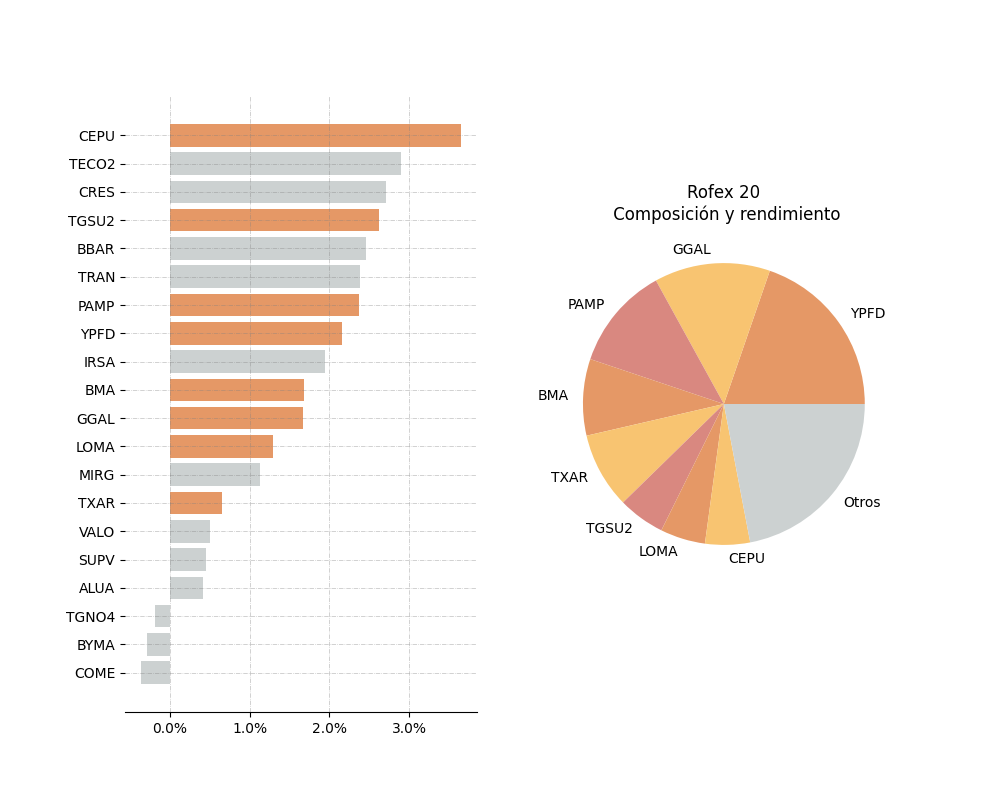 CEPU
TECO2
CRES
TGSU2
BBAR
TRAN
PAMP
YPFD
IRSA
BMA
GGAL
LOMA
MIRG
TXAR
VALO
SUPV
ALUA
TGNO4
BYMA
COME
0.0% 1.0% 2.0% 3.0%
Rofex 20
Composición y rendimiento
GGAL
YPFD
PAMP
BMA
TXAR
TGSU2
LOMA
CEPU
Otros